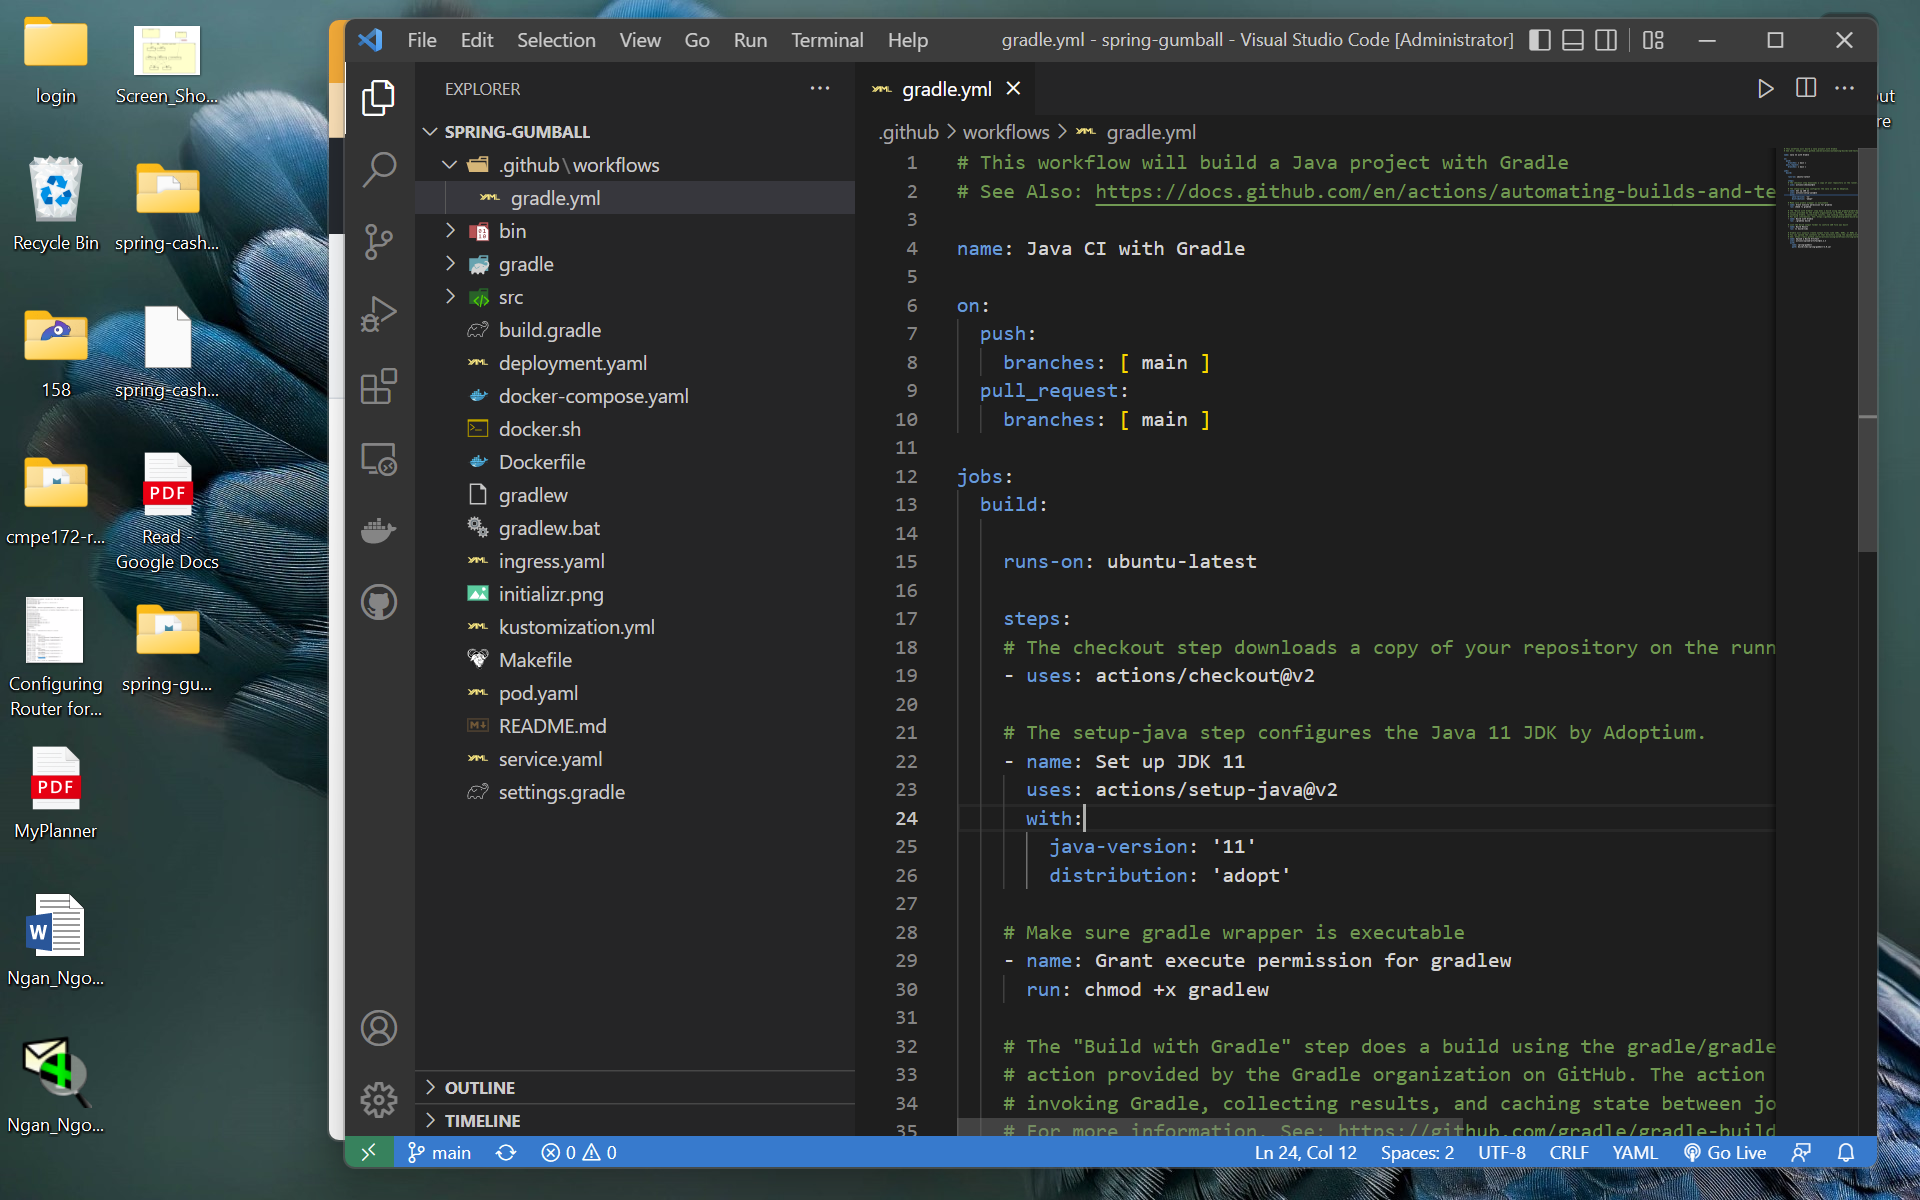 login
Screen_Sho...
Recycle Bin
spring-cash...
158
spring-cash...
cmpe172-r...
PDF
Read -
Google Docs
Configuring
Router for...
spring-gu...
PDF
MyPlanner
W
Ngan_Ngo...
4
Ngan_Ngo...
File Edit Selection View Go Run Terminal Help
gradle.yml - spring-gumball - Visual Studio Code [Administrator]
EXPLORER
SPRING-GUMBALL
.github\workflows
gradle.yml
bin
gradle
src
build.gradle
deployment.yaml
docker-compose.yaml
docker.sh
Dockerfile
gradlew
gradlew.bat
ingress.yaml
initializr.png
kustomization.yml
Makefile
pod.yaml
README.md
service.yaml
settings.gradle
OUTLINE
TIMELINE
gradle.yml
.github > workflows > gradle.yml
1 # This workflow will build a Java project with Gradle
2 # See Also: https://docs.github.com/en/actions/automating-builds-and-te
3
4 name: Java CI with Gradle
5
6 on:
7 push:
8 branches: [ main ]
9 pull_request:
10 branches: [ main ]
11
12 jobs:
13 build:
14
15 runs-on: ubuntu-latest
16
17 steps:
18 # The checkout step downloads a copy of your repository on the runn
19 - uses: actions/checkout@v2
20
21 # The setup-java step configures the Java 11 JDK by Adoptium.
22 - name: Set up JDK 11
23 uses: actions/setup-java@v2
24 with:
25 java-version: '11'
26 distribution: 'adopt'
27
28 # Make sure gradle wrapper is executable
29 - name: Grant execute permission for gradlew
30 run: chmod +x gradlew
31
32 # The "Build with Gradle" step does a build using the gradle/gradle
33 # action provided by the Gradle organization on GitHub. The action
34 # invoking Gradle, collecting results, and caching state between jo
35 # For more information, See: https://github.com/gradle/gradle-build
main 0 0
Ln 24, Col 12 Spaces: 2 UTF-8 CRLF YAML Go Live
ut
re